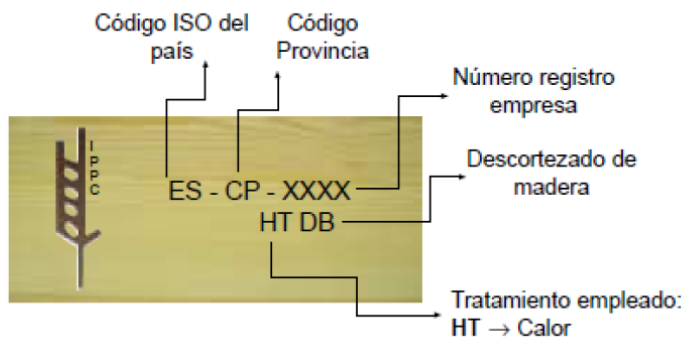 Código ISO del
país
Código
Provincia
Número registro
empresa
IPPC
ES - CP - XXXX
Descortezado de
madera
HT DB
Tratamiento empleado:
HT → Calor